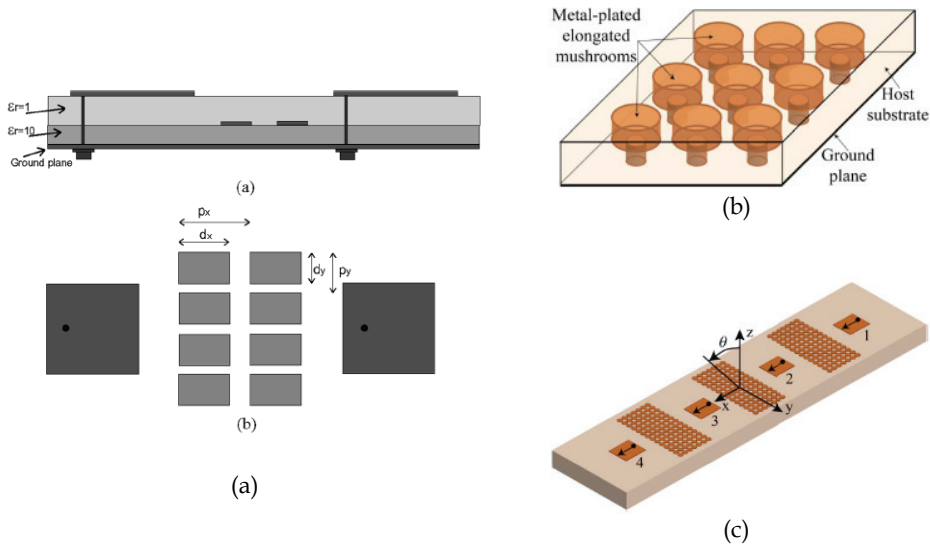 εr=1
εr=10
Ground plane
(a)
px
dx
dy
py
(b)
(a)
Metal-plated
elongated
mushrooms
Host
substrate
Ground
plane
(b)
θ
z
1
2
x
y
3
4
(c)